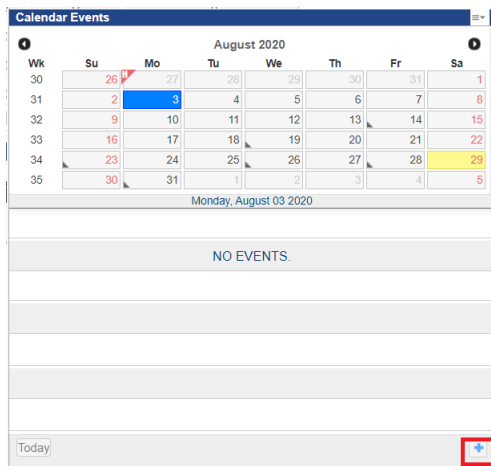 Calendar Events
August 2020
Wk Su Mo Tu We Th Fr Sa
30 26 27 28 29 30 31 1
31 2 3 4 5 6 7 8
32 9 10 11 12 13 14 15
33 16 17 18 19 20 21 22
34 23 24 25 26 27 28 29
35 30 31 1 2 3 4 5
Monday, August 03 2020
NO EVENTS.
Today